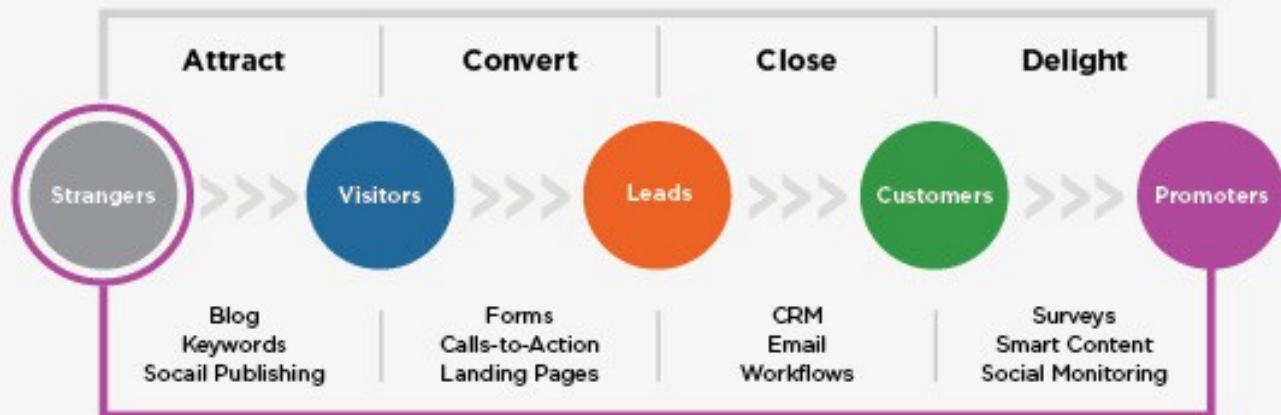 Attract
Convert
Close
Delight
Strangers
Visitors
Leads
Customers
Promoters
Blog
Keywords
Socail Publishing
Forms
Calls-to-Action
Landing Pages
CRM
Email
Workflows
Surveys
Smart Content
Social Monitoring